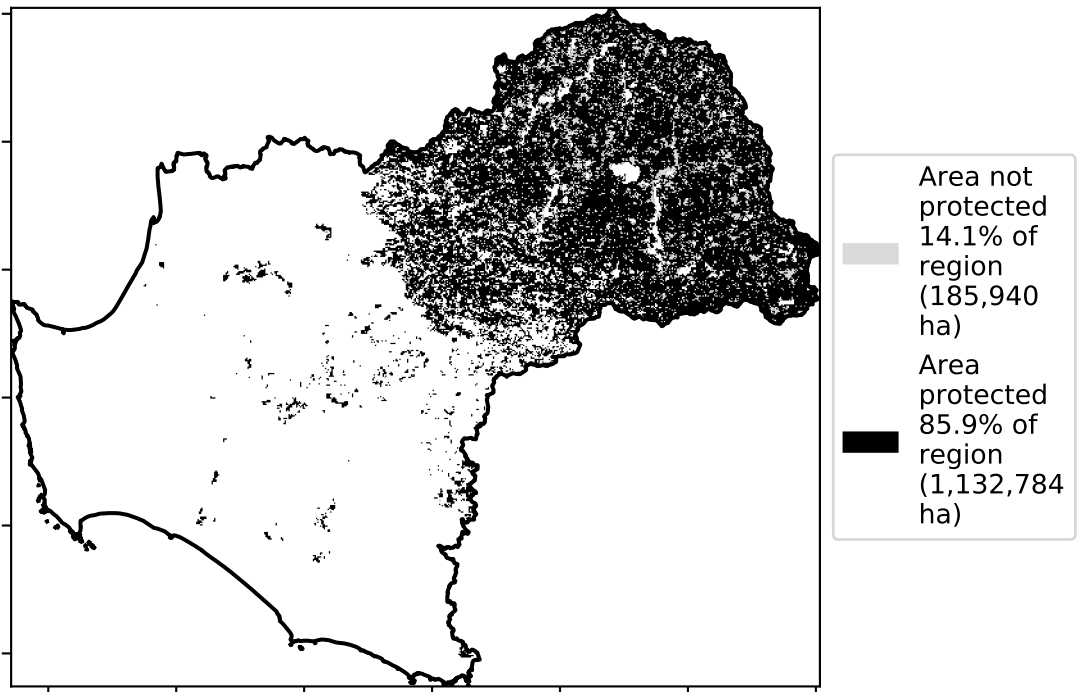 Area not
protected
14.1% of
region
(185,940
ha)
Area
protected
85.9% of
region
(1,132,784
ha)